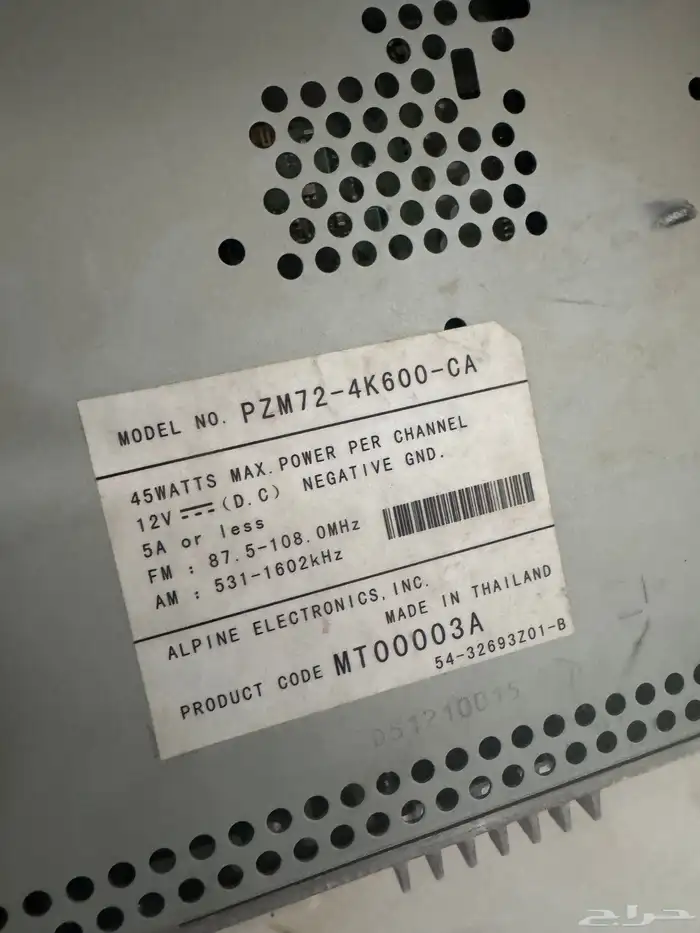 MODEL NO. PZM72-4K600-CA
45WATTS MAX. POWER PER CHANNEL
12V (D.C) NEGATIVE GND.
5A or less
FM : 87.5-108.0MHz
AM : 531-1602kHz
ALPINE ELECTRONICS, INC.
MADE IN THAILAND
PRODUCT CODE MT00003A
54-32693Z01-B
حراج